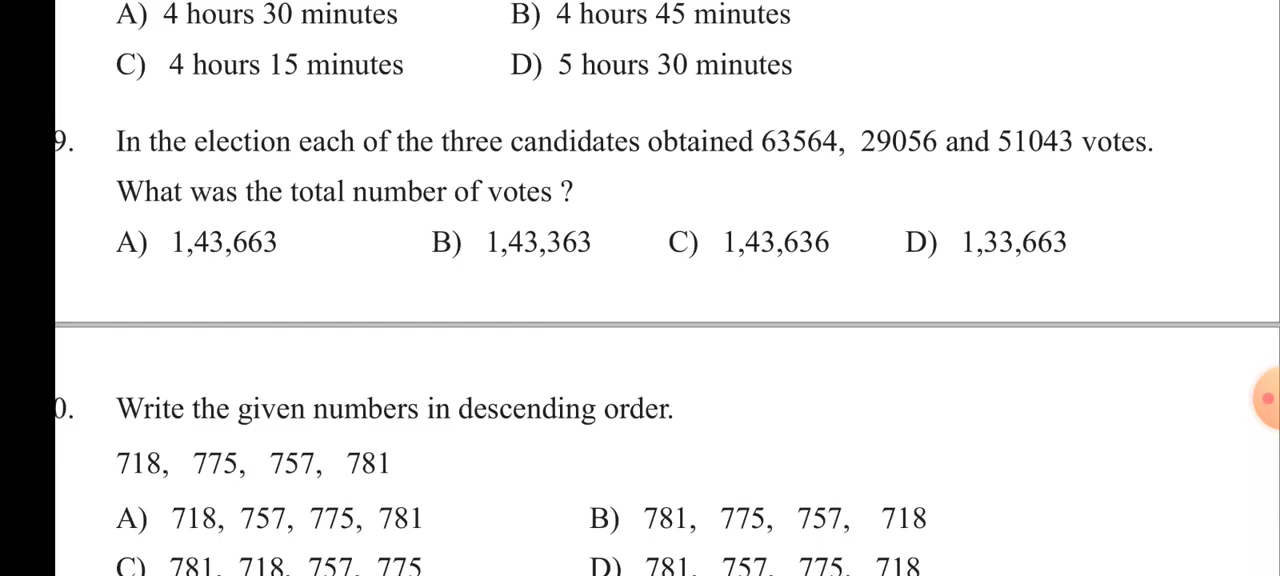 A) 4 hours 30 minutes B) 4 hours 45 minutes
C) 4 hours 15 minutes D) 5 hours 30 minutes
9. In the election each of the three candidates obtained 63564, 29056 and 51043 votes.
What was the total number of votes ?
A) 1,43,663 B) 1,43,363 C) 1,43,636 D) 1,33,663
0. Write the given numbers in descending order.
718, 775, 757, 781
A) 718, 757, 775, 781 B) 781, 775, 757, 718
C) 781, 718, 757, 775 D) 781, 757, 775, 718